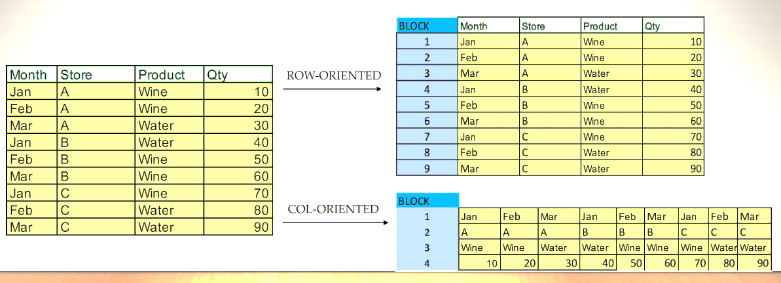 Month Store Product Qty
Jan A Wine 10
Feb A Wine 20
Mar A Water 30
Jan B Water 40
Feb B Wine 50
Mar B Wine 60
Jan C Wine 70
Feb C Water 80
Mar C Water 90
ROW-ORIENTED
BLOCK Month Store Product Qty
1 Jan A Wine 10
2 Feb A Wine 20
3 Mar A Water 30
4 Jan B Water 40
5 Feb B Wine 50
6 Mar B Wine 60
7 Jan C Wine 70
8 Feb C Water 80
9 Mar C Water 90
COL-ORIENTED
BLOCK
1 Jan Feb Mar Jan Feb Mar Jan Feb Mar
2 A A A B B B C C C
3 Wine Wine Water Water Wine Wine Wine Water Water
4 10 20 30 40 50 60 70 80 90